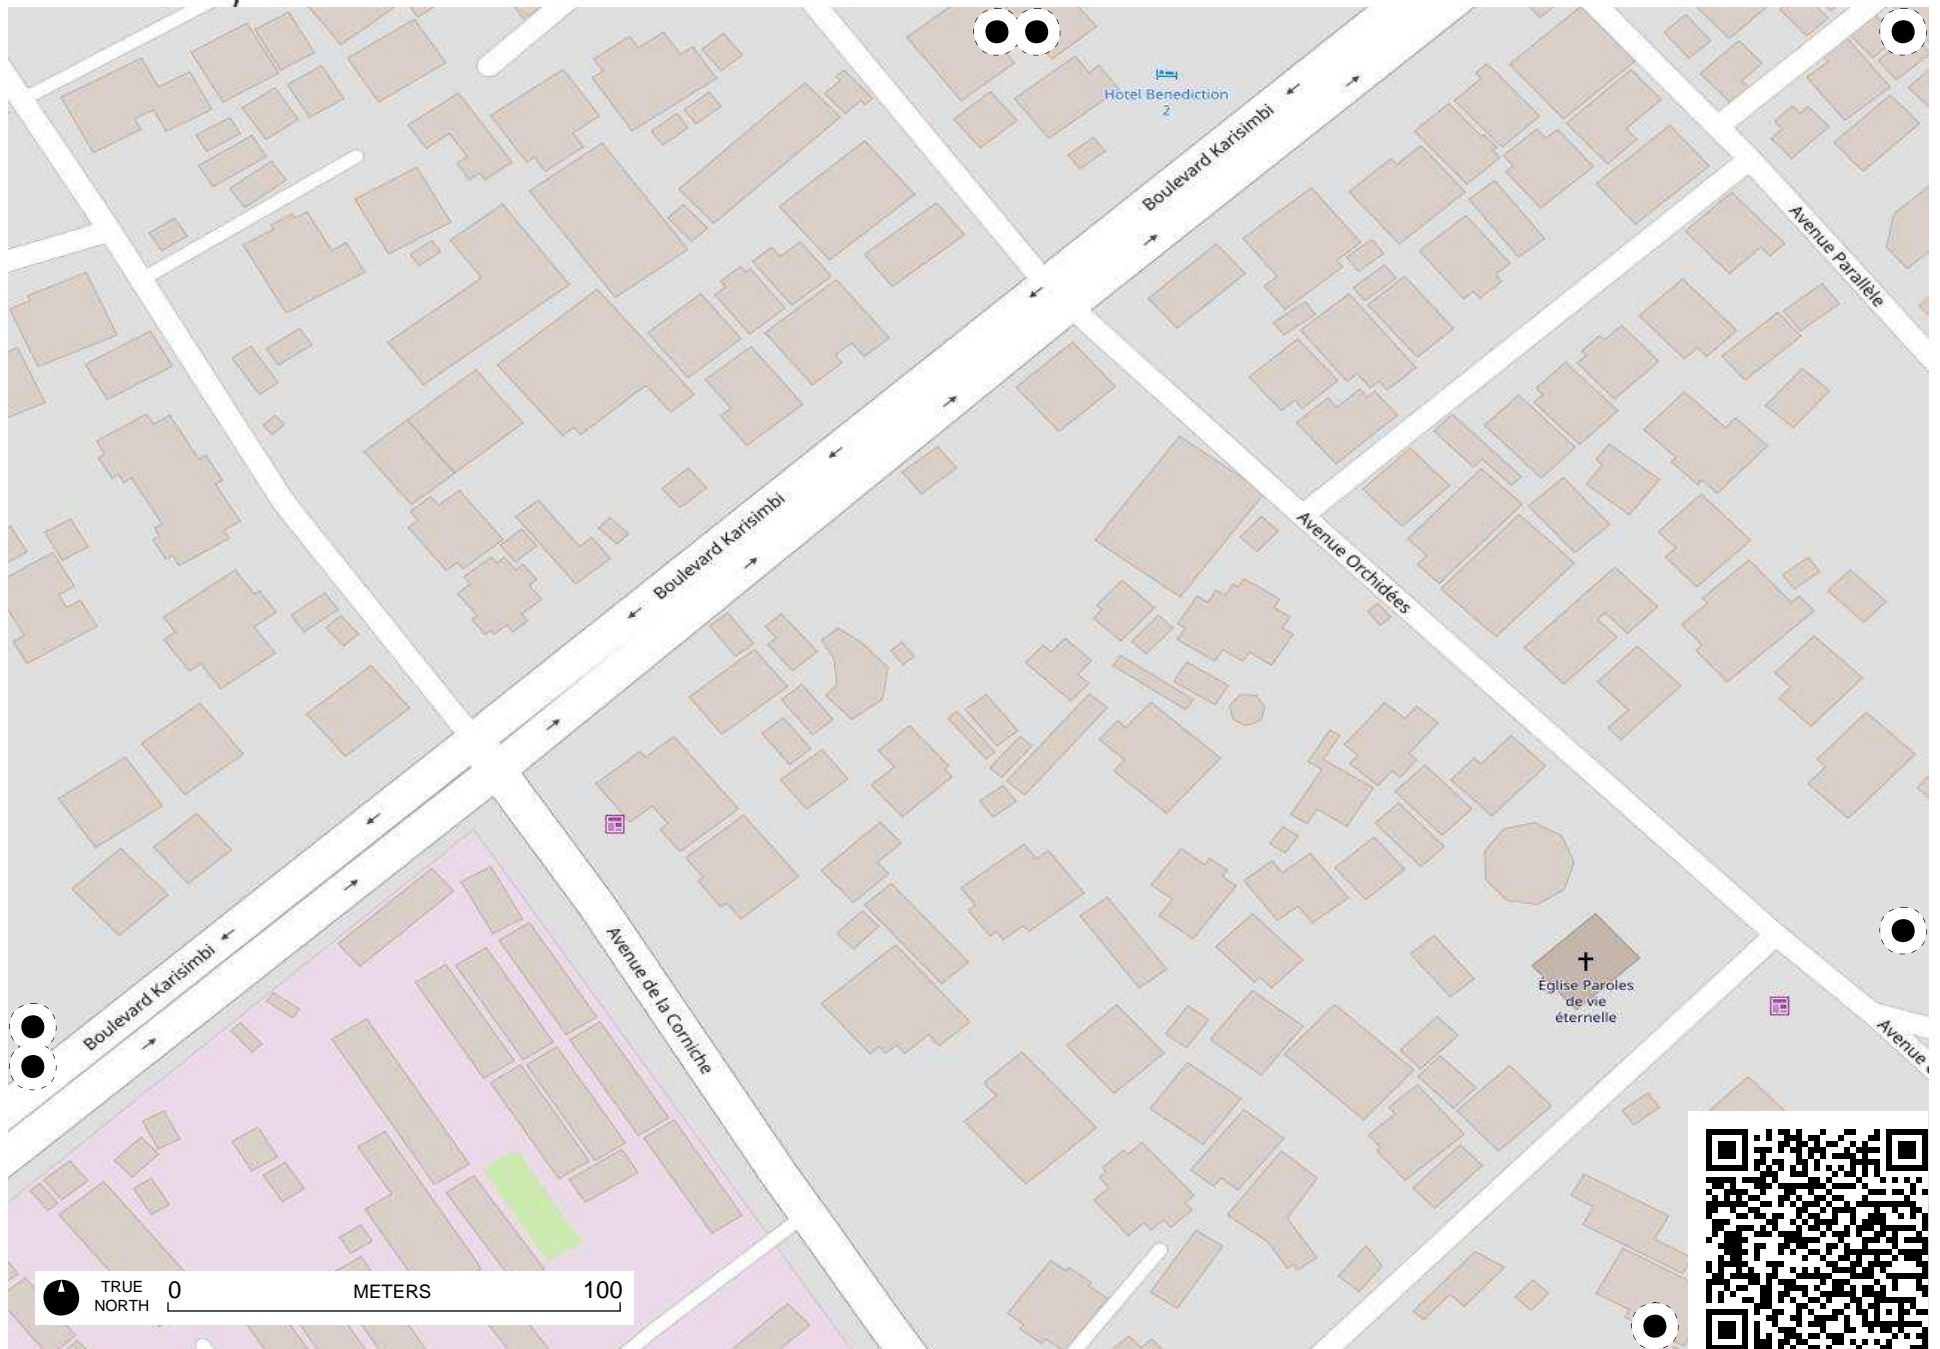 Hotel Benediction
2
Boulevard Karisimbi
Avenue Parallèle
Boulevard Karisimbi
Avenue Orchidées
Avenue de la Corniche
Boulevard Karisimbi
Église Paroles
de vie
éternelle
Avenue
TRUE
NORTH
0 METERS 100